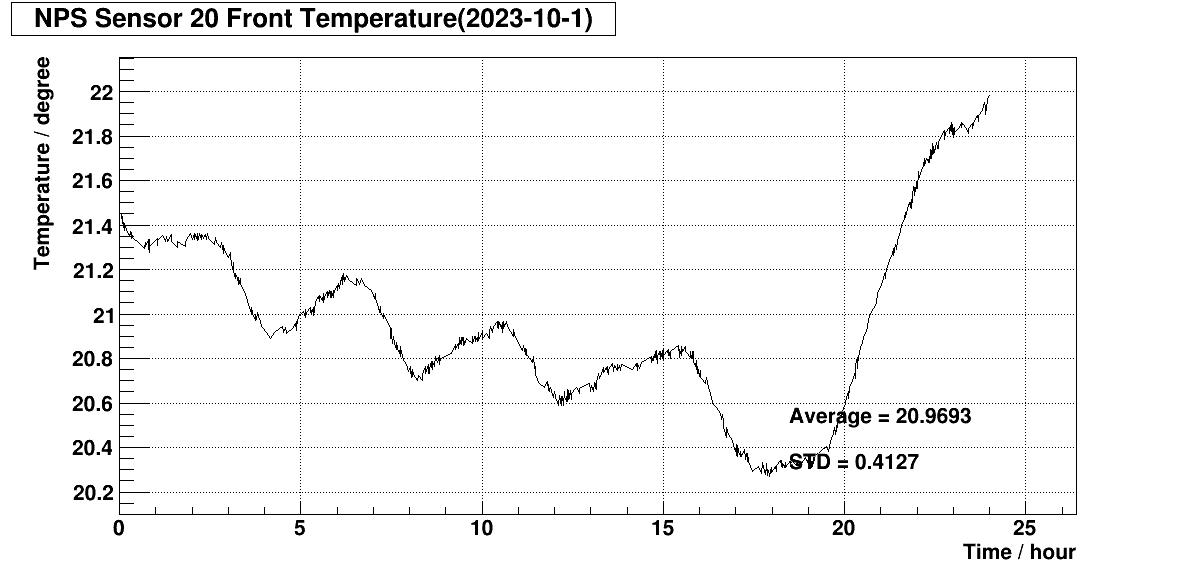 NPS Sensor 20 Front Temperature(2023-10-1)
Temperature / degree
22
21.8
21.6
21.4
21.2
21
20.8
20.6
20.4
20.2
Average = 20.9693
STD = 0.4127
0 5 10 15 20 25
Time / hour